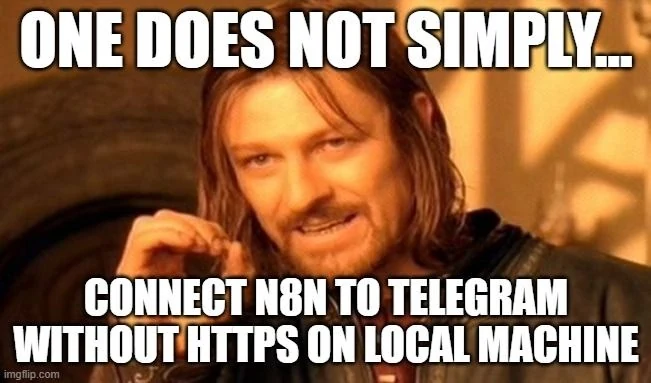 ONE DOES NOT SIMPLY...
CONNECT N8N TO TELEGRAM
WITHOUT HTTPS ON LOCAL MACHINE
imgflip.com